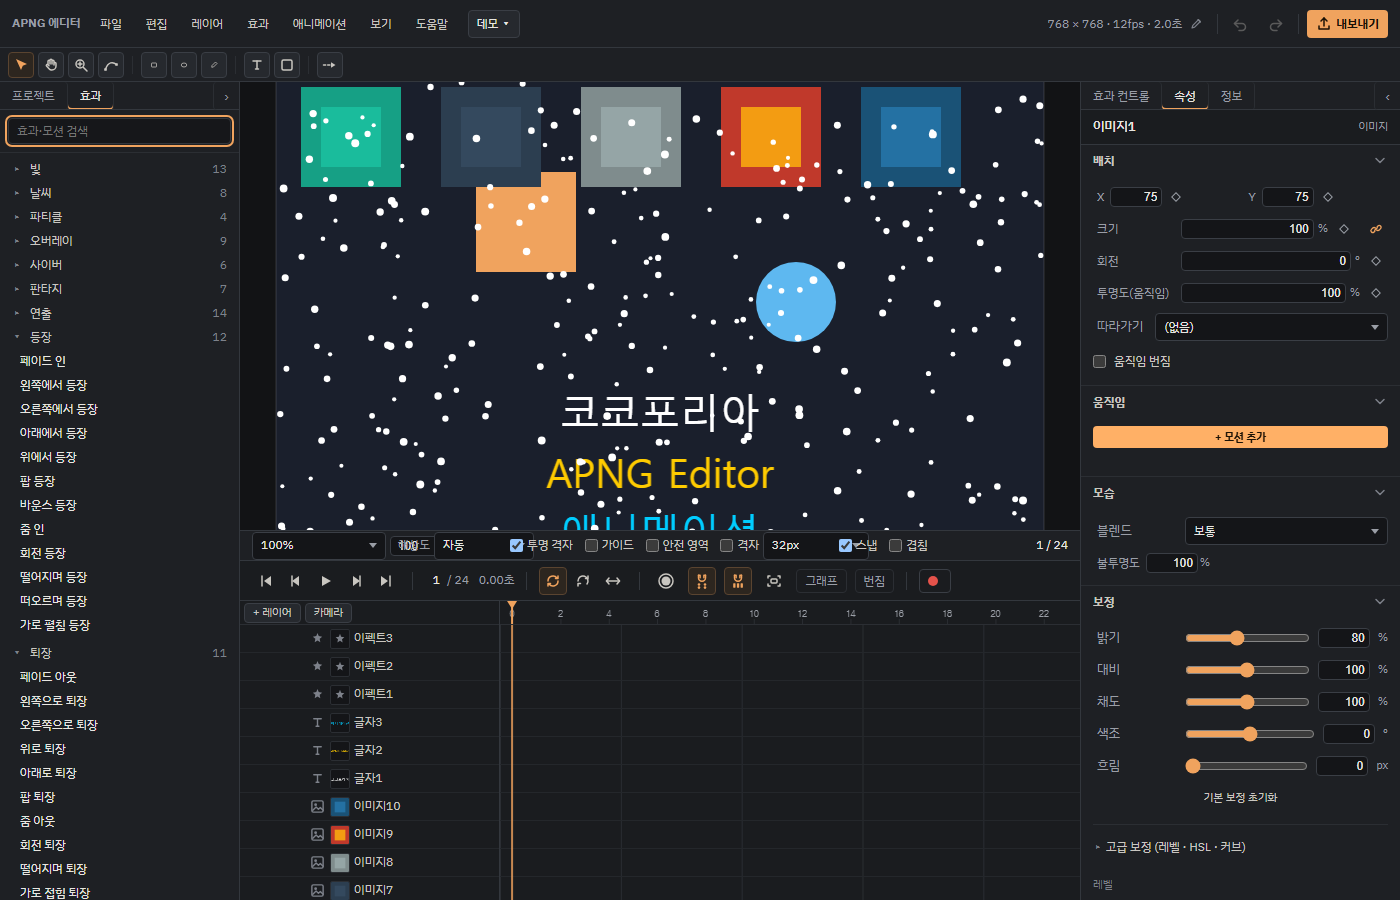 APNG 에디터 파일 편집 레이어 효과 애니메이션 보기 도움말 데모 768 × 768 · 12fps · 2.0초 내보내기
프로젝트 효과
효과·모션 검색
빛 13
날씨 8
파티클 4
오버레이 9
사이버 6
판타지 7
연출 14
등장 12
페이드 인
왼쪽에서 등장
오른쪽에서 등장
아래에서 등장
위에서 등장
팝 등장
바운스 등장
줌 인
회전 등장
떨어지며 등장
떠오르며 등장
가로 펼침 등장
퇴장 11
페이드 아웃
왼쪽으로 퇴장
오른쪽으로 퇴장
위로 퇴장
아래로 퇴장
팝 퇴장
줌 아웃
회전 퇴장
떨어지며 퇴장
가로 접힘 퇴장
코코포리아
APNG Editor
애니메이션
100% 자동 투명 격자 가이드 안전 영역 격자 32px 스냅 겹침 1 / 24
1 / 24 0.00초 그래프 번짐
+ 레이어 카메라 0 2 4 6 8 10 12 14 16 18 20 22
이펙트3
이펙트2
이펙트1
글자3
글자2
글자1
이미지10
이미지9
이미지8
이미지7
효과 컨트롤 속성 정보
이미지1 이미지
배치
X 75 Y 75
크기 100 %
회전 0 °
투명도(움직임) 100 %
따라가기 (없음)
움직임 번짐
움직임
+ 모션 추가
모습
블렌드 보통
불투명도 100 %
보정
밝기 80 %
대비 100 %
채도 100 %
색조 0 °
흐림 0 px
기본 보정 초기화
고급 보정 (레벨 · HSL · 커브)
레벨